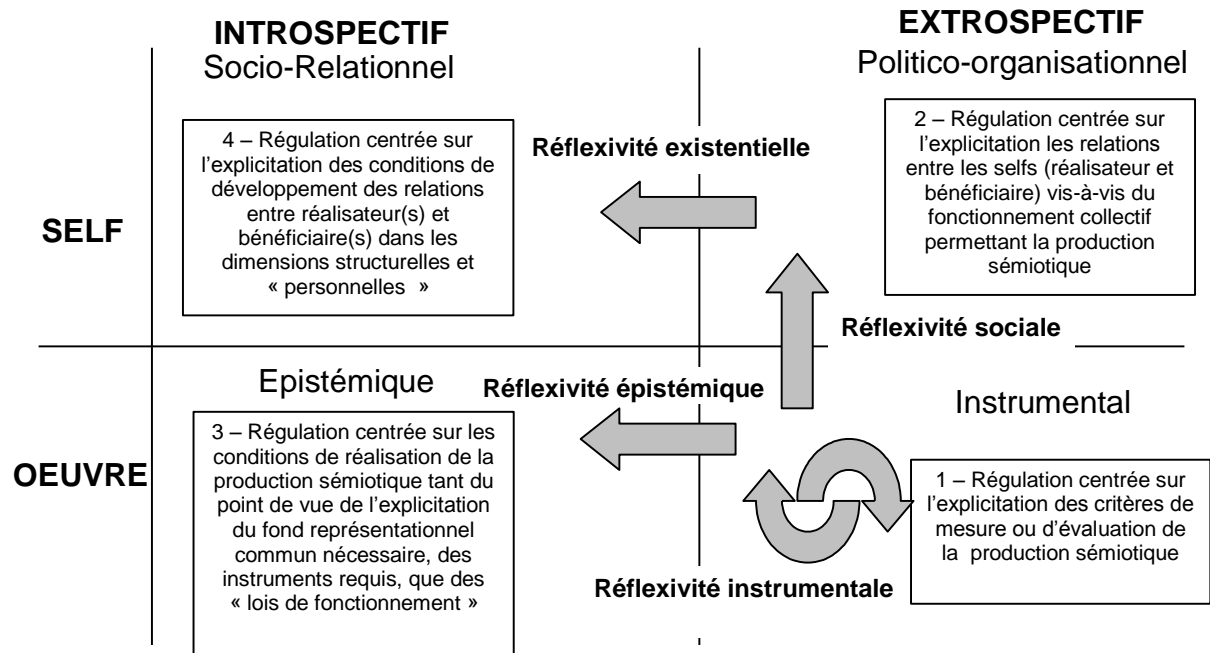 INTROSPECTIF
Socio-Relationnel
EXTROSPECTIF
Politico-organisationnel
SELF
4 – Régulation centrée sur
l'explicitation des conditions de
développement des relations
entre réalisateur(s) et
bénéficiaire(s) dans les
dimensions structurelles et
« personnelles »
Réflexivité existentielle
2 – Régulation centrée sur
l'explicitation les relations
entre les selfs (réalisateur et
bénéficiaire) vis-à-vis du
fonctionnement collectif
permettant la production
sémiotique
Réflexivité sociale
OEUVRE
Epistémique
3 – Régulation centrée sur les
conditions de réalisation de la
production sémiotique tant du
point de vue de l'explicitation
du fond représentationnel
commun nécessaire, des
instruments requis, que des
« lois de fonctionnement »
Réflexivité épistémique
Instrumental
1 – Régulation centrée sur
l'explicitation des critères de
mesure ou d'évaluation de
la production sémiotique
Réflexivité instrumentale